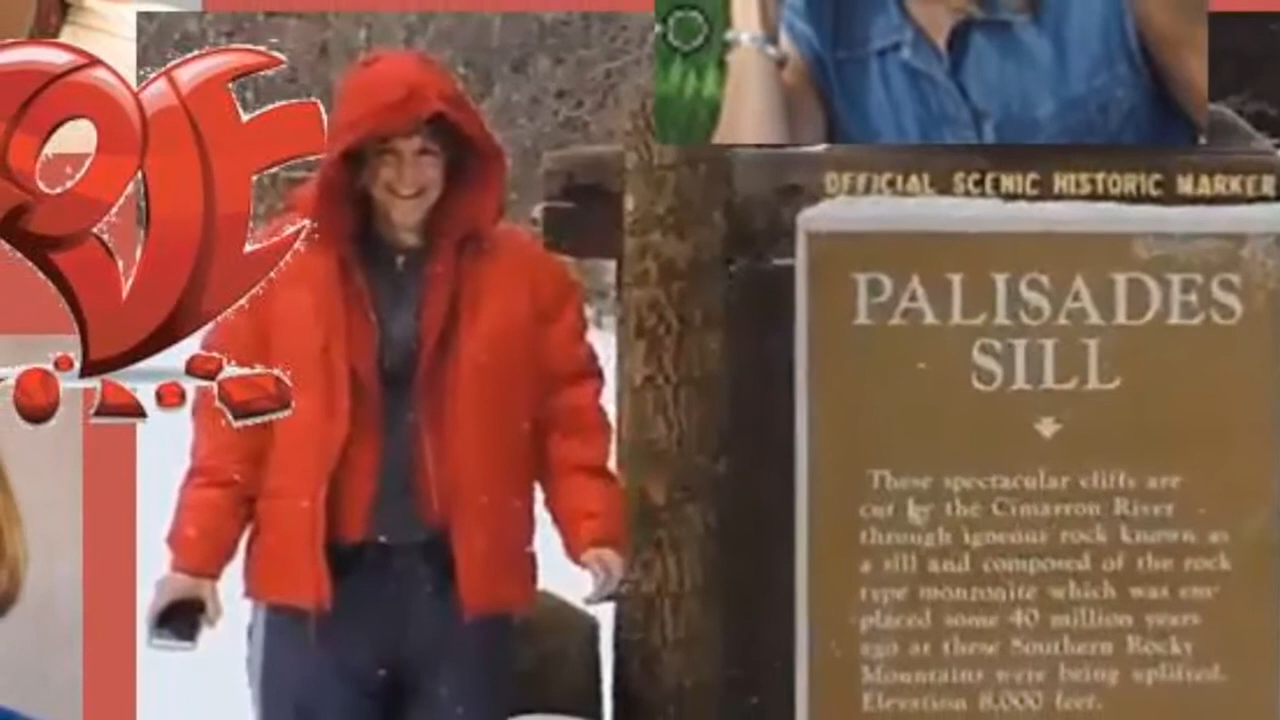 OFFICIAL SCENIC HISTORIC MARKER
PALISADES
SILL
These spectacular cliffs are
cut by the Cimarron River
through igneous rock known as
a sill and composed of the rock
type monzonite which was em-
placed some 40 million years
ago as these Southern Rocky
Mountains were being uplifted.
Elevation 8,000 feet.